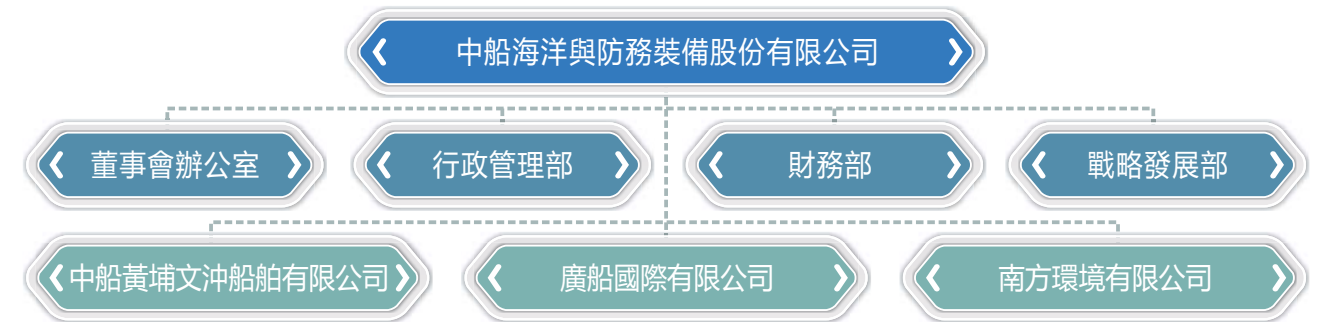 中船海洋與防務裝備股份有限公司
董事會辦公室
行政管理部
財務部
戰略發展部
中船黃埔文沖船舶有限公司
廣船國際有限公司
南方環境有限公司